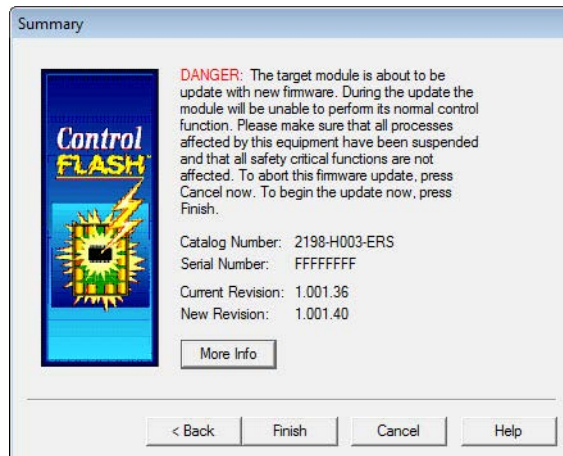 Summary
Control
FLASH
DANGER: The target module is about to be
update with new firmware. During the update the
module will be unable to perform its normal control
function. Please make sure that all processes
affected by this equipment have been suspended
and that all safety critical functions are not
affected. To abort this firmware update, press
Cancel now. To begin the update now, press
Finish.
Catalog Number: 2198-H003-ERS
Serial Number: FFFFFFFF
Current Revision: 1.001.36
New Revision: 1.001.40
More Info
< Back Finish Cancel Help